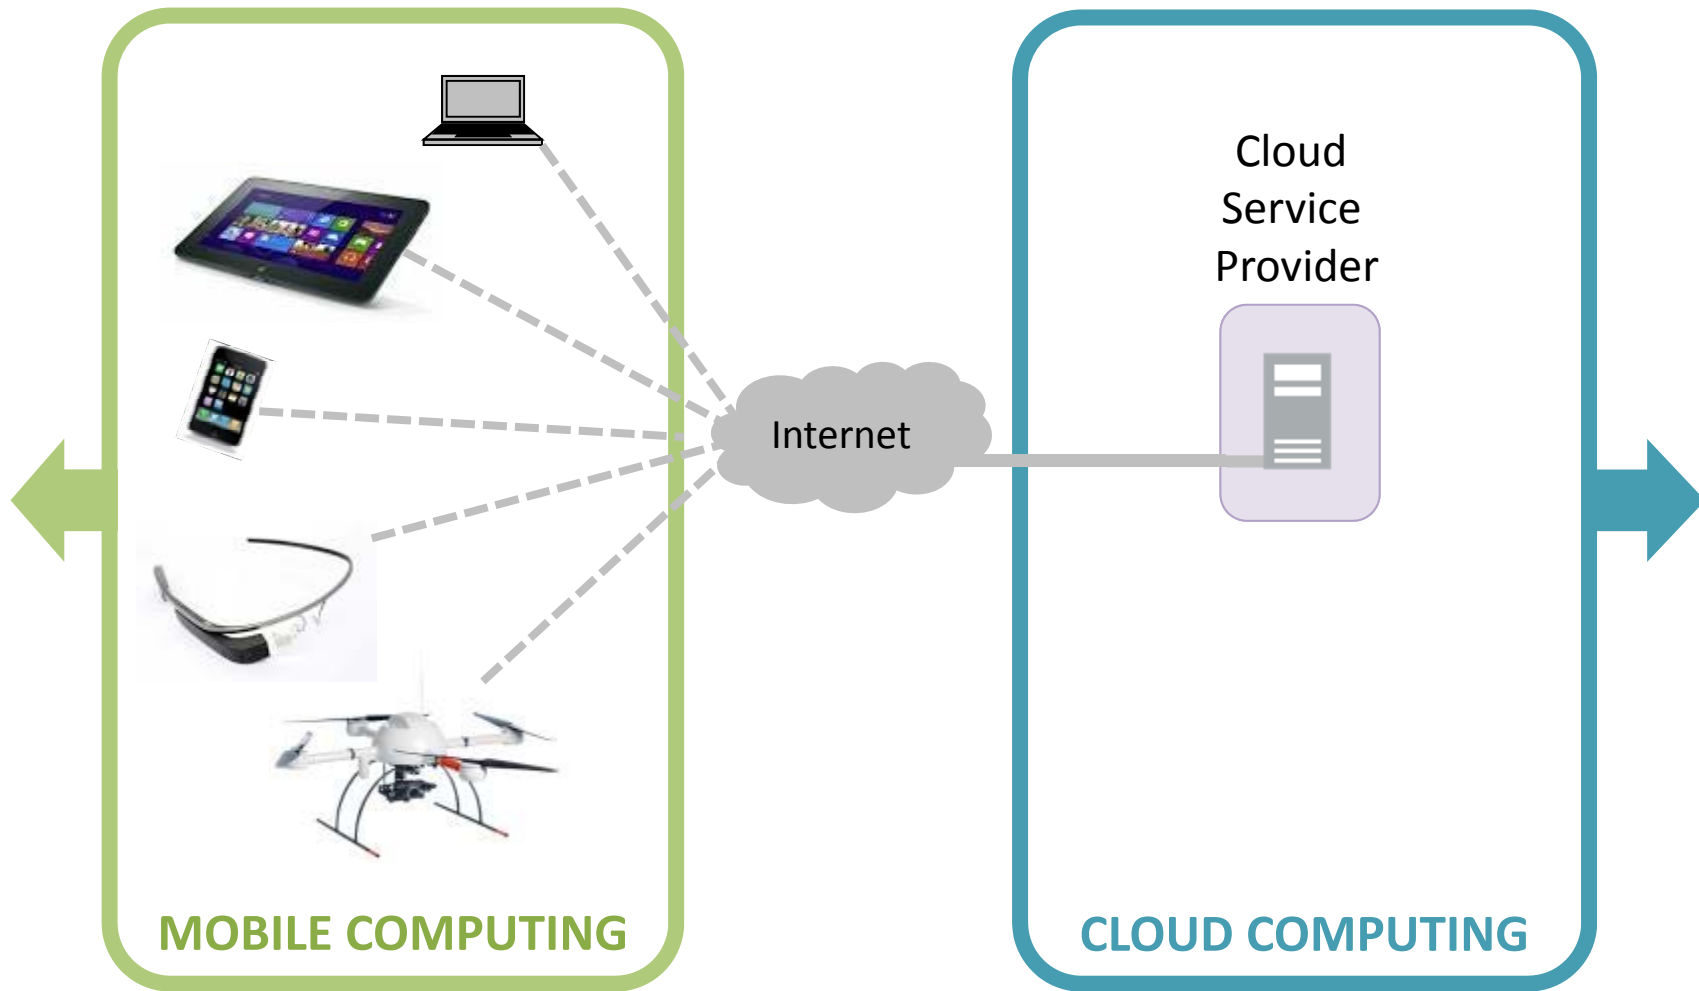 Cloud
Service
Provider
Internet
MOBILE COMPUTING
CLOUD COMPUTING